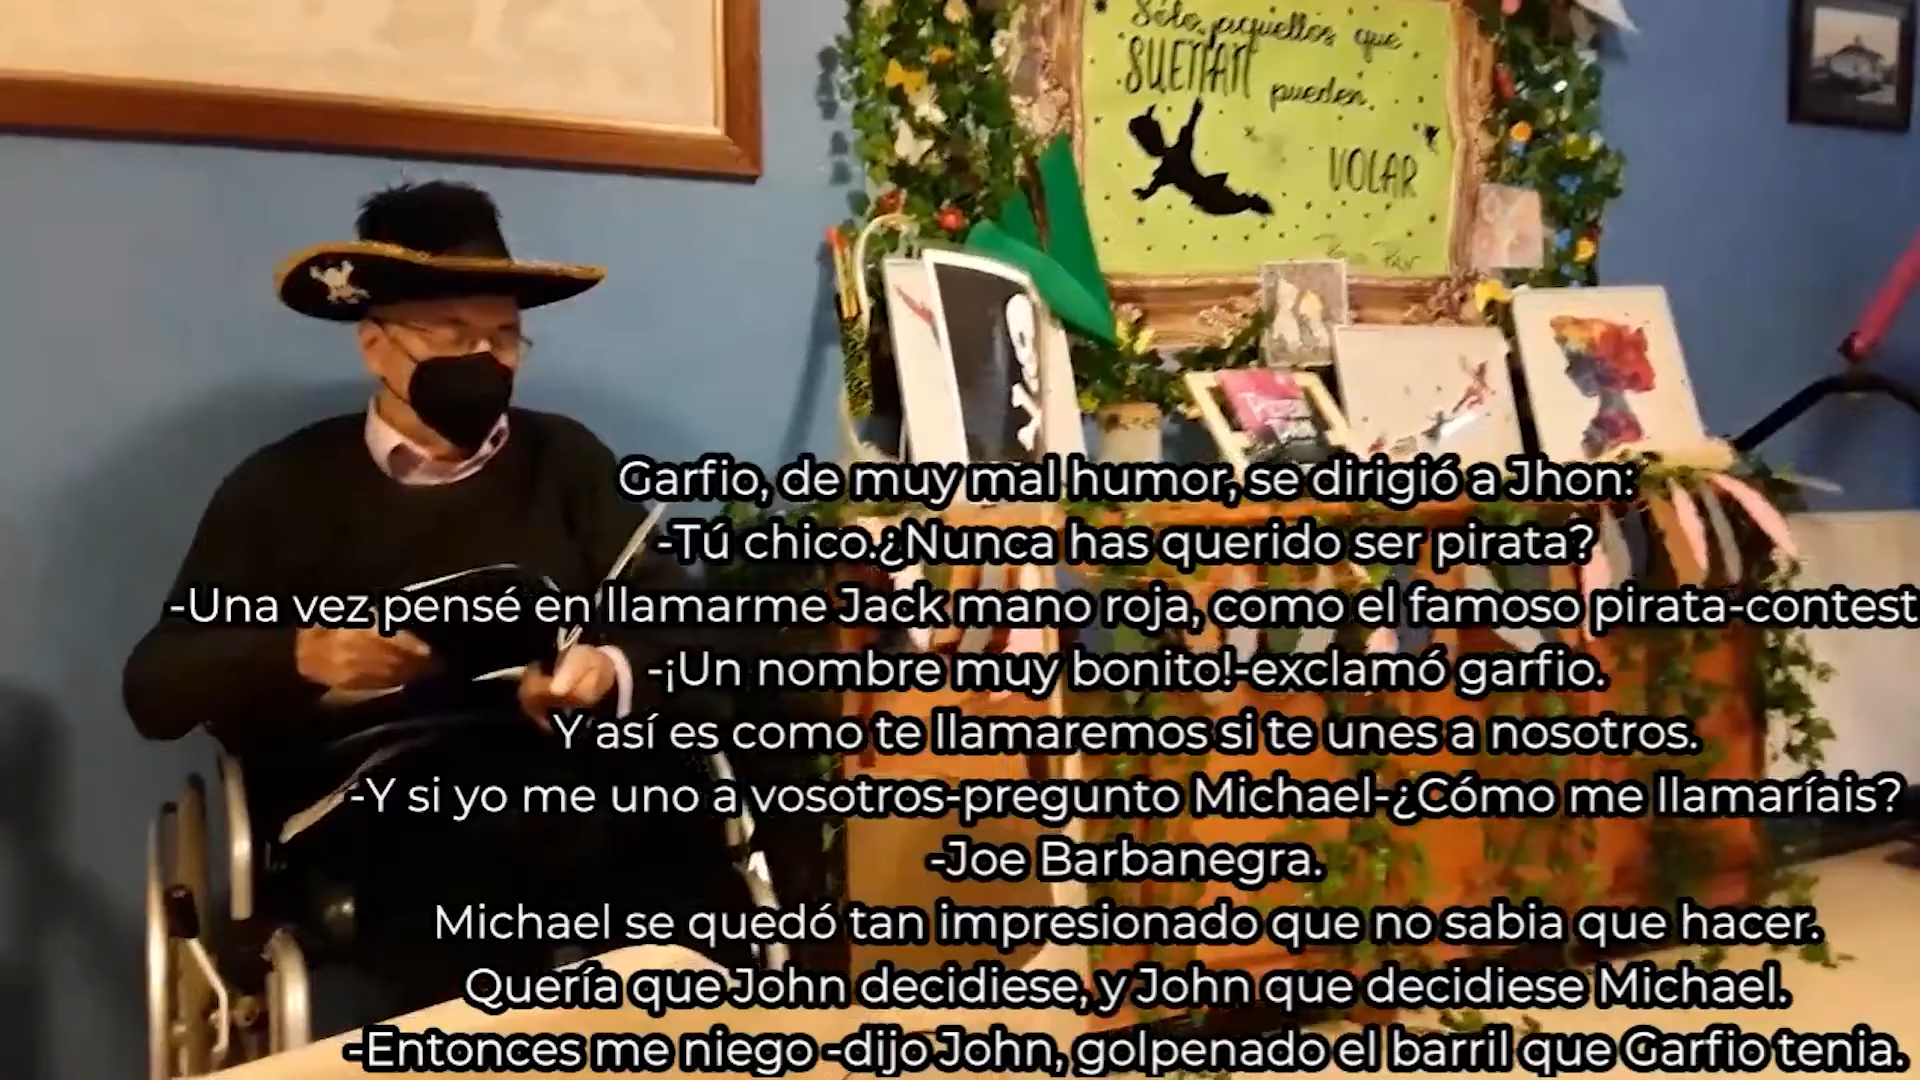 Sólo aquellos que
SUEÑAN pueden
VOLAR
Peter Pan
Garfio, de muy mal humor, se dirigió a Jhon:
-Tú chico.¿Nunca has querido ser pirata?
-Una vez pensé en llamarme Jack mano roja, como el famoso pirata-contest
-¡Un nombre muy bonito!-exclamó garfio.
Y así es como te llamaremos si te unes a nosotros.
-Y si yo me uno a vosotros-pregunto Michael-¿Cómo me llamaríais?
-Joe Barbanegra.
Michael se quedó tan impresionado que no sabia que hacer.
Quería que John decidiese, y John que decidiese Michael.
-Entonces me niego -dijo John, golpenado el barril que Garfio tenia.